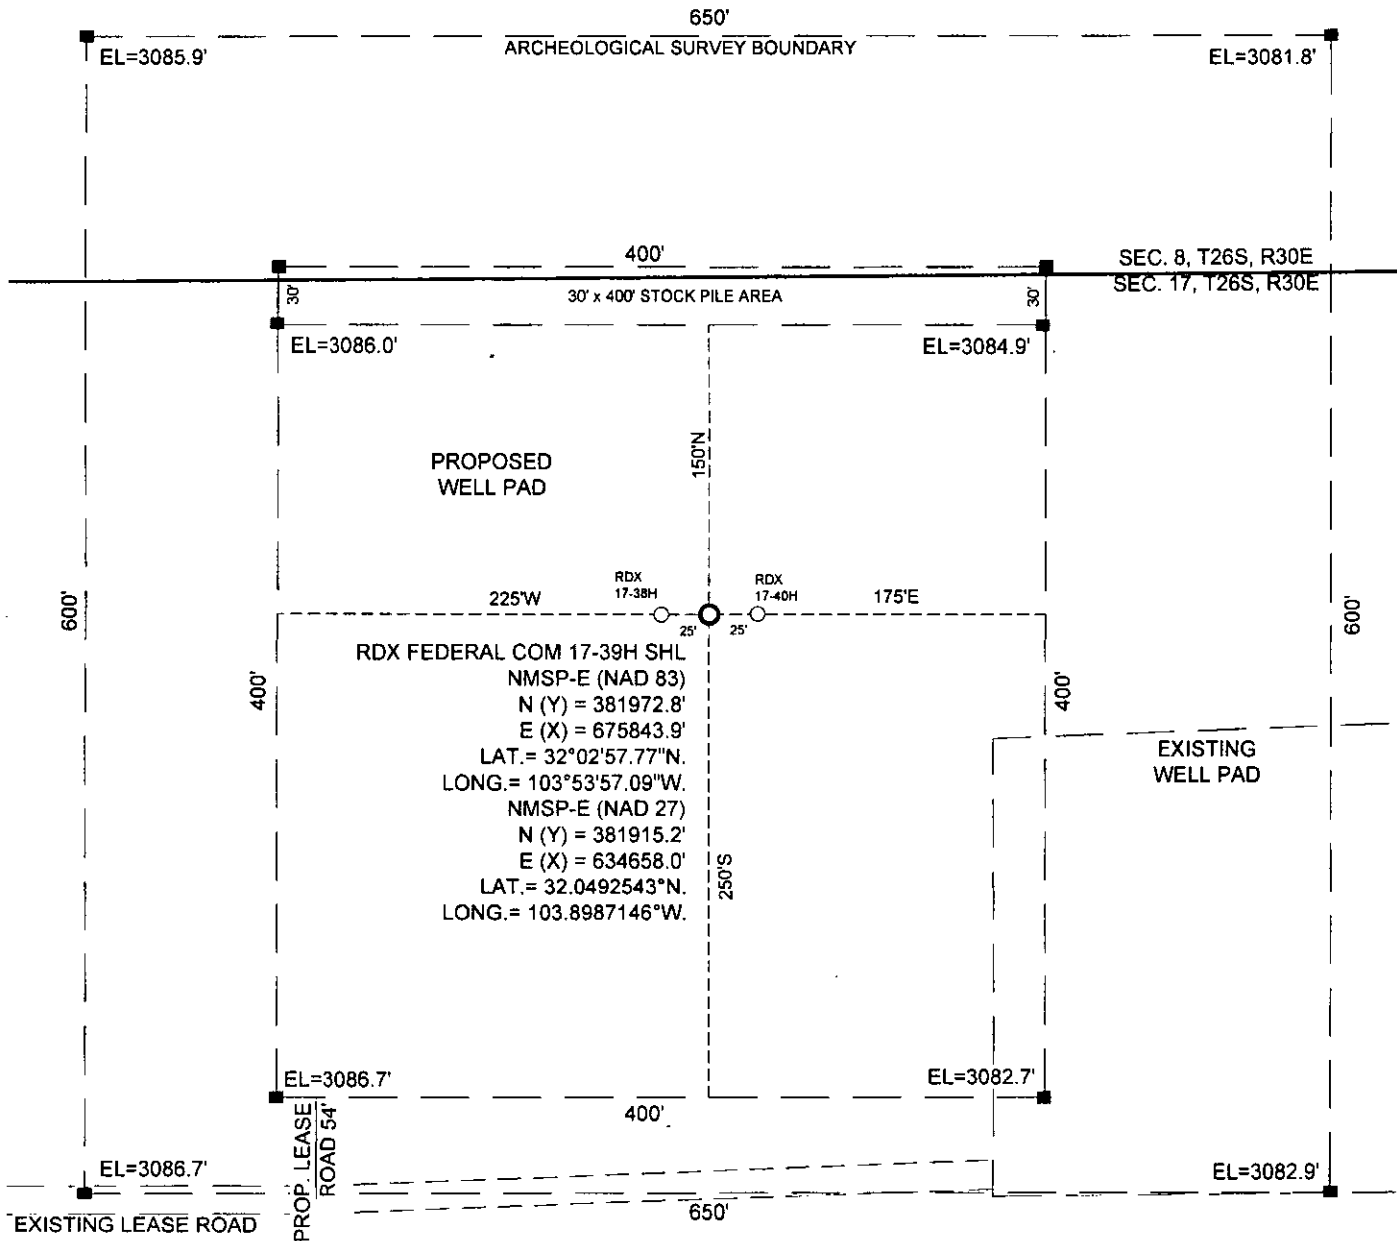 650'
ARCHEOLOGICAL SURVEY BOUNDARY
EL=3085.9'
EL=3081.8'
400'
SEC. 8, T26S, R30E
SEC. 17, T26S, R30E
30'
30' x 400' STOCK PILE AREA
30'
EL=3086.0'
EL=3084.9'
150'N
PROPOSED
WELL PAD
RDX
17-38H
RDX
17-40H
225'W
175'E
25'
25'
600'
600'
400'
400'
RDX FEDERAL COM 17-39H SHL
NMSP-E (NAD 83)
N (Y) = 381972.8'
E (X) = 675843.9'
LAT.= 32°02'57.77"N.
LONG.= 103°53'57.09"W.
NMSP-E (NAD 27)
N (Y) = 381915.2'
E (X) = 634658.0'
LAT.= 32.0492543°N.
LONG.= 103.8987146°W.
250'S
EXISTING
WELL PAD
EL=3086.7'
EL=3082.7'
400'
PROP. LEASE
ROAD 54'
EL=3086.7'
EL=3082.9'
EXISTING LEASE ROAD
650'